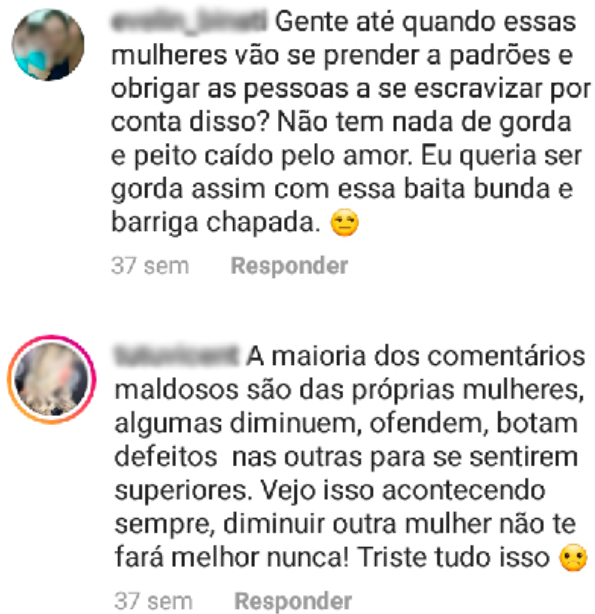 Gente até quando essas
mulheres vão se prender a padrões e
obrigar as pessoas a se escravizar por
conta disso? Não tem nada de gorda
e peito caído pelo amor. Eu queria ser
gorda assim com essa baita bunda e
barriga chapada. 😒
37 sem Responder
A maioria dos comentários
maldosos são das próprias mulheres,
algumas diminuem, ofendem, botam
defeitos nas outras para se sentirem
superiores. Vejo isso acontecendo
sempre, diminuir outra mulher não te
fará melhor nunca! Triste tudo isso 🙁
37 sem Responder